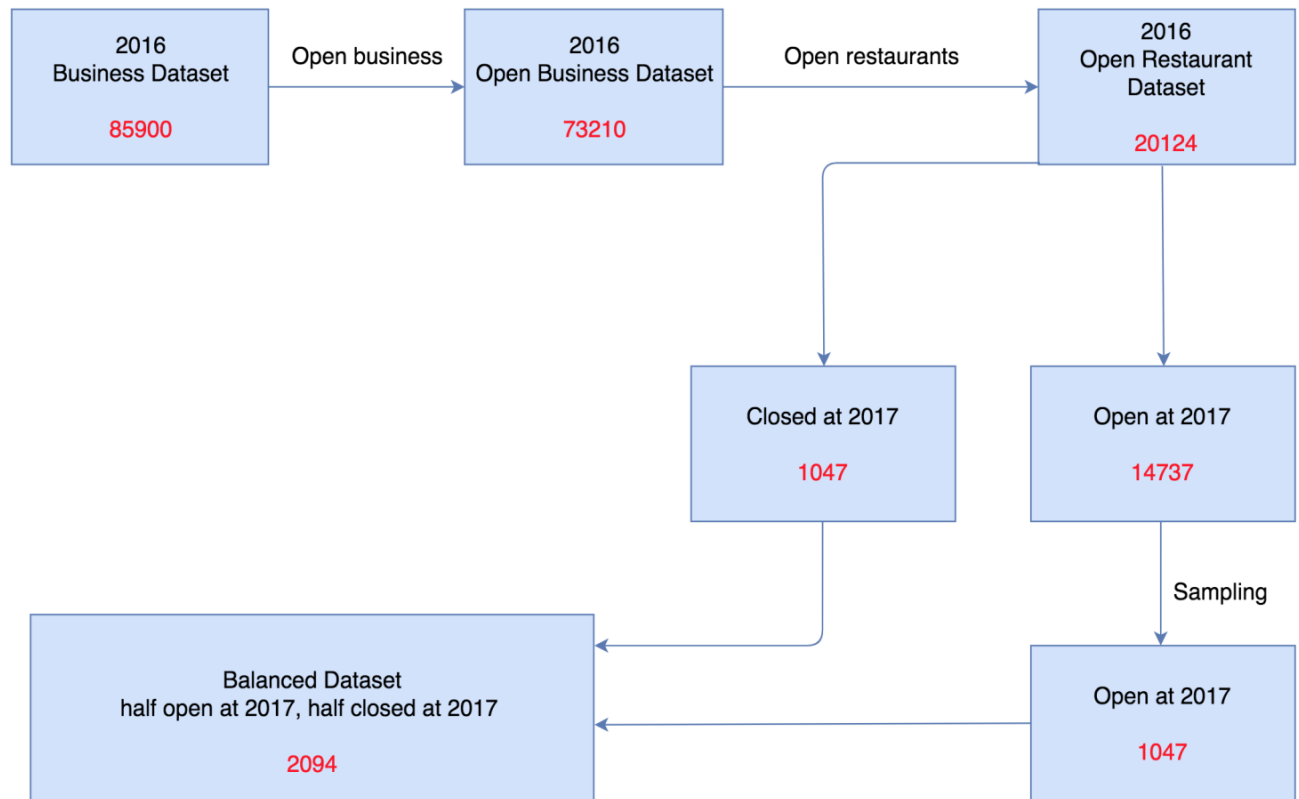 2016
Business Dataset
85900
Open business
2016
Open Business Dataset
73210
Open restaurants
2016
Open Restaurant
Dataset
20124
Closed at 2017
1047
Open at 2017
14737
Sampling
Balanced Dataset
half open at 2017, half closed at 2017
2094
Open at 2017
1047